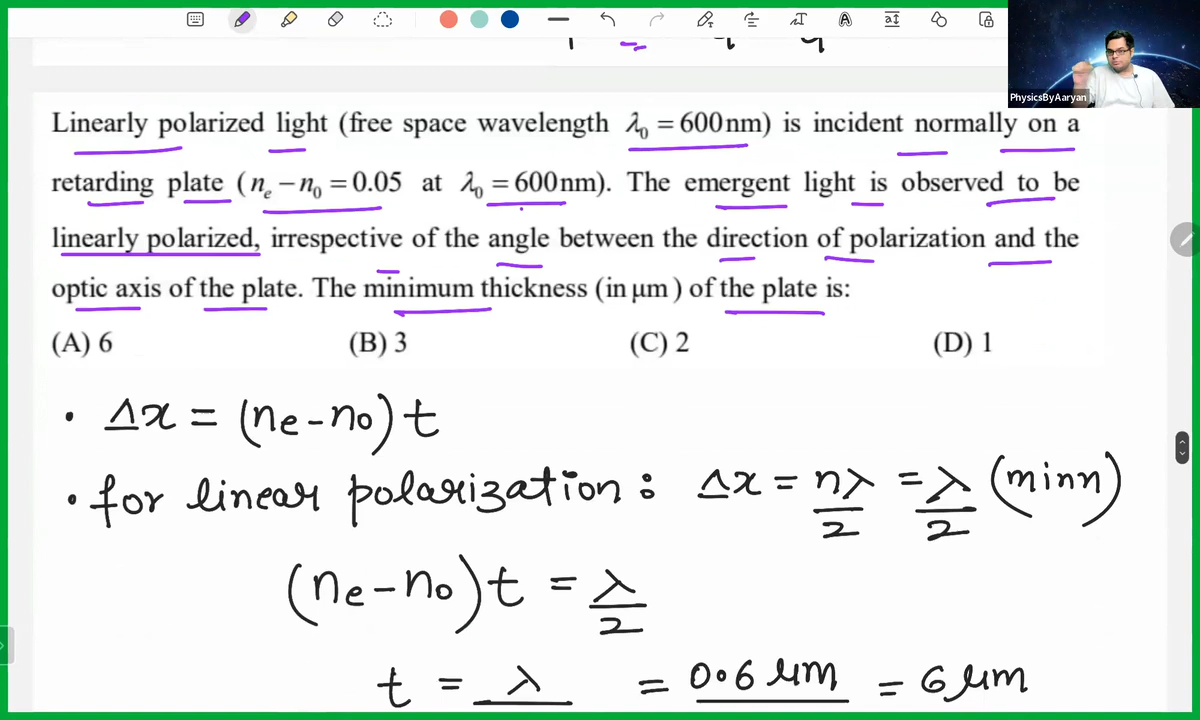 PhysicsByAaryan
Linearly polarized light (free space wavelength λ₀ = 600 nm) is incident normally on a
retarding plate (nₑ − n₀ = 0.05 at λ₀ = 600 nm). The emergent light is observed to be
linearly polarized, irrespective of the angle between the direction of polarization and the
optic axis of the plate. The minimum thickness (in μm) of the plate is:
(A) 6 (B) 3 (C) 2 (D) 1
• Δx = (ne - no) t
• for linear polarization : Δx = nλ/2 = λ/2 (minn)
(ne - no) t = λ/2
t = λ = 0.6 μm = 6 μm